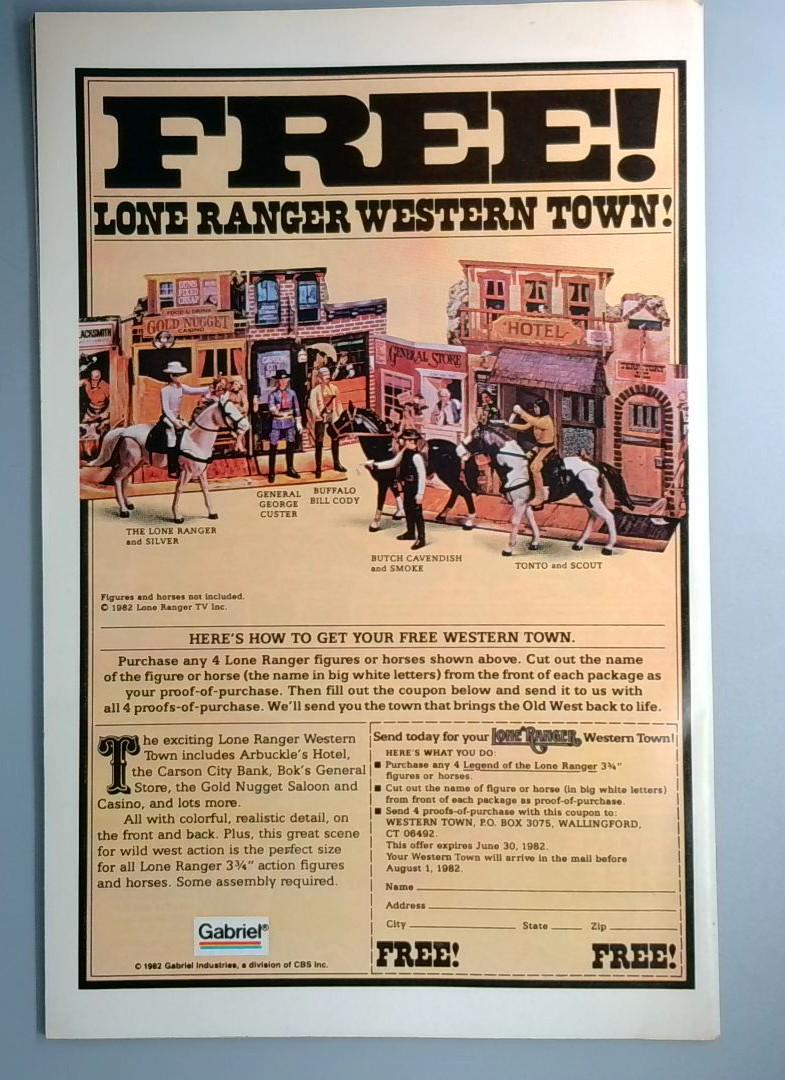 FREE!
LONE RANGER WESTERN TOWN!
FOOD & DRINK
GOLD NUGGET
CASINO
GENERAL STORE
HOTEL
THE LONE RANGER
and SILVER
GENERAL
GEORGE
CUSTER
BUFFALO
BILL CODY
BUTCH CAVENDISH
and SMOKE
TONTO and SCOUT
Figures and horses not included.
© 1982 Lone Ranger TV Inc.
HERE'S HOW TO GET YOUR FREE WESTERN TOWN.
Purchase any 4 Lone Ranger figures or horses shown above. Cut out the name
of the figure or horse (the name in big white letters) from the front of each package as
your proof-of-purchase. Then fill out the coupon below and send it to us with
all 4 proofs-of-purchase. We'll send you the town that brings the Old West back to life.
The exciting Lone Ranger Western
Town includes Arbuckle's Hotel,
the Carson City Bank, Bok's General
Store, the Gold Nugget Saloon and
Casino, and lots more.
All with colorful, realistic detail, on
the front and back. Plus, this great scene
for wild west action is the perfect size
for all Lone Ranger 3¾" action figures
and horses. Some assembly required.
Gabriel®
© 1982 Gabriel Industries, a division of CBS Inc.
Send today for your LONE RANGER Western Town!
HERE'S WHAT YOU DO:
■ Purchase any 4 Legend of the Lone Ranger 3¾"
figures or horses.
■ Cut out the name of figure or horse (in big white letters)
from front of each package as proof-of-purchase.
■ Send 4 proofs-of-purchase with this coupon to:
WESTERN TOWN, P.O. BOX 3075, WALLINGFORD,
CT 06492.
This offer expires June 30, 1982.
Your Western Town will arrive in the mail before
August 1, 1982.
Name
Address
City State Zip
FREE! FREE!